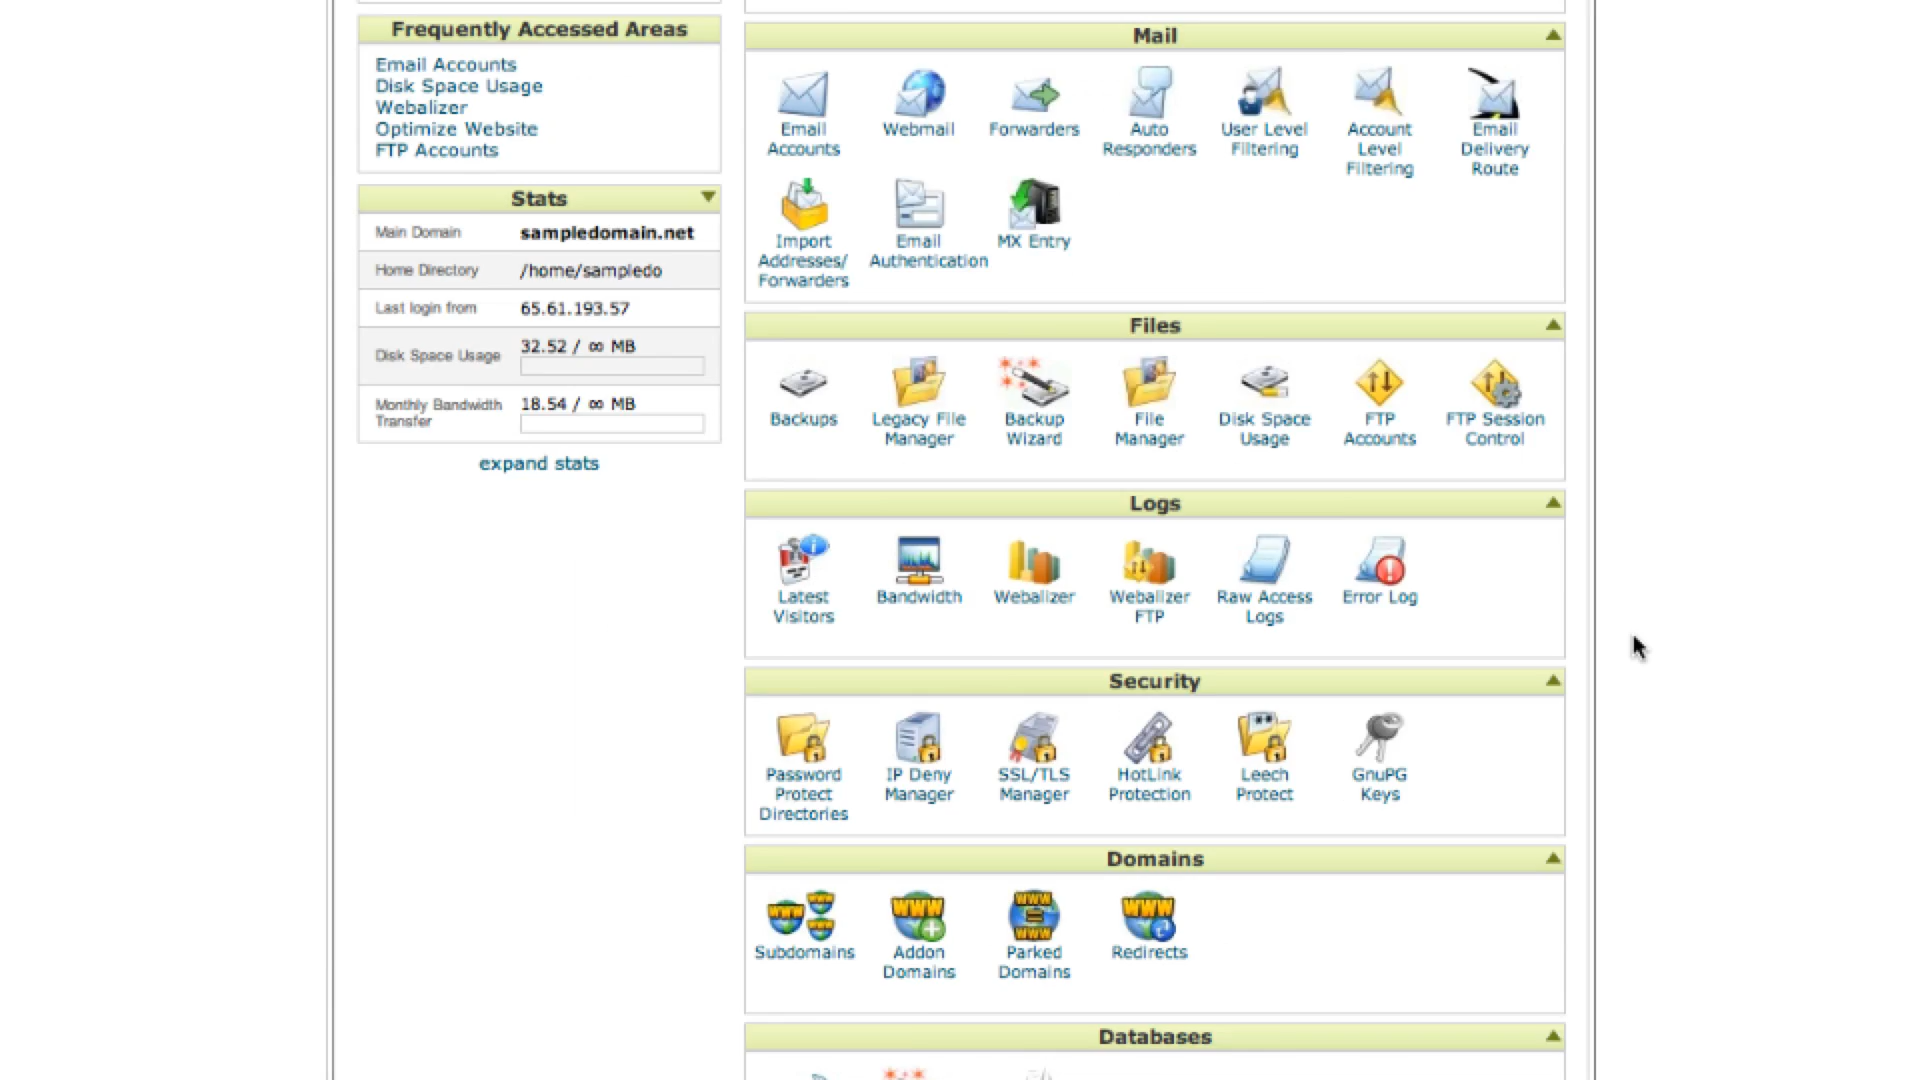 Frequently Accessed Areas
Email Accounts
Disk Space Usage
Webalizer
Optimize Website
FTP Accounts
Stats
Main Domain sampledomain.net
Home Directory /home/sampledo
Last login from 65.61.193.57
Disk Space Usage 32.52 / ∞ MB
Monthly Bandwidth Transfer 18.54 / ∞ MB
expand stats
Mail
Email Accounts
Webmail
Forwarders
Auto Responders
User Level Filtering
Account Level Filtering
Email Delivery Route
Import Addresses/ Forwarders
Email Authentication
MX Entry
Files
Backups
Legacy File Manager
Backup Wizard
File Manager
Disk Space Usage
FTP Accounts
FTP Session Control
Logs
Latest Visitors
Bandwidth
Webalizer
Webalizer FTP
Raw Access Logs
Error Log
Security
Password Protect Directories
IP Deny Manager
SSL/TLS Manager
HotLink Protection
Leech Protect
GnuPG Keys
Domains
Subdomains
Addon Domains
Parked Domains
Redirects
Databases